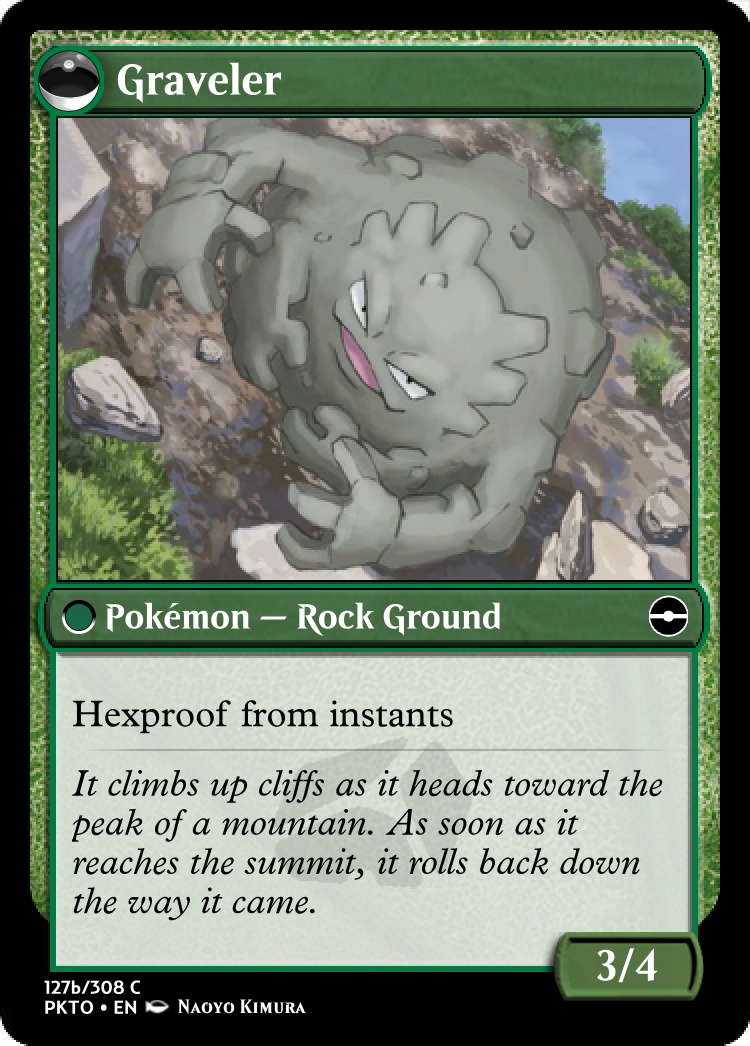 Graveler
Pokémon — Rock Ground
Hexproof from instants
It climbs up cliffs as it heads toward the
peak of a mountain. As soon as it
reaches the summit, it rolls back down
the way it came.
3/4
127b/308 C
PKTO • EN Naoyo Kimura